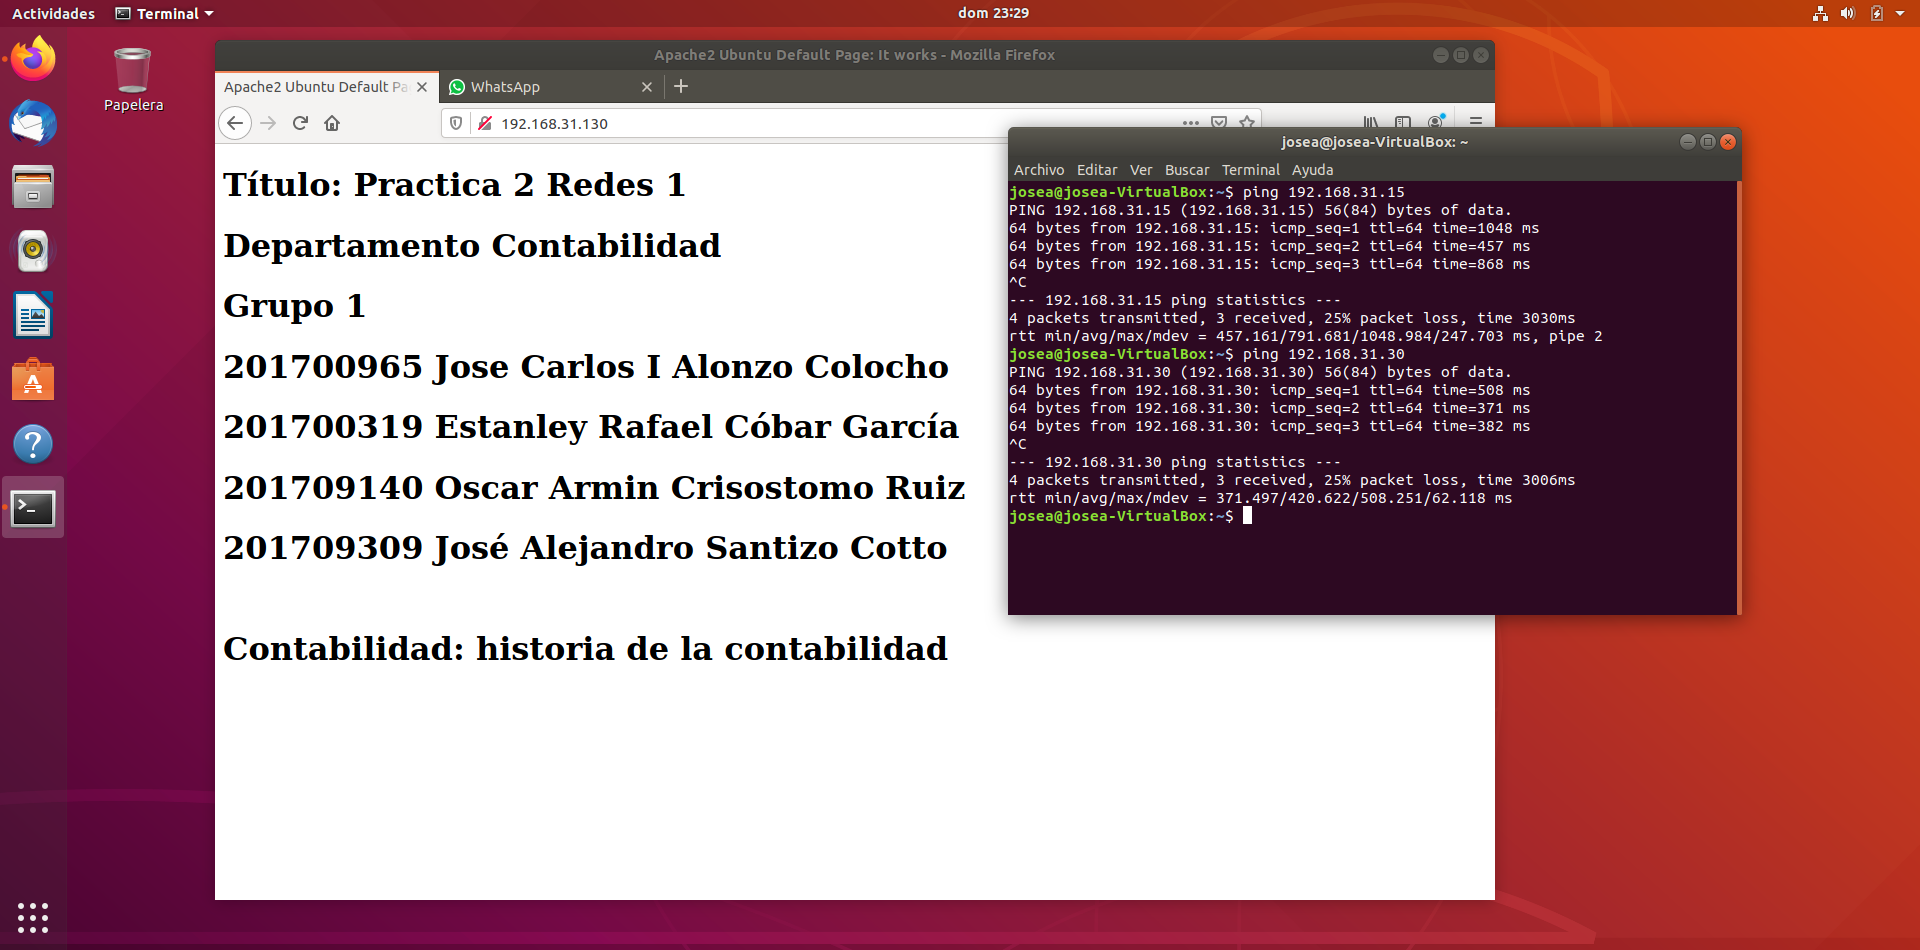 Actividades Terminal dom 23:29
Papelera
Apache2 Ubuntu Default Page: It works - Mozilla Firefox
Apache2 Ubuntu Default Pa WhatsApp
192.168.31.130
Título: Practica 2 Redes 1
Departamento Contabilidad
Grupo 1
201700965 Jose Carlos I Alonzo Colocho
201700319 Estanley Rafael Cóbar García
201709140 Oscar Armin Crisostomo Ruiz
201709309 José Alejandro Santizo Cotto
Contabilidad: historia de la contabilidad
josea@josea-VirtualBox: ~
Archivo Editar Ver Buscar Terminal Ayuda
josea@josea-VirtualBox:~$ ping 192.168.31.15
PING 192.168.31.15 (192.168.31.15) 56(84) bytes of data.
64 bytes from 192.168.31.15: icmp_seq=1 ttl=64 time=1048 ms
64 bytes from 192.168.31.15: icmp_seq=2 ttl=64 time=457 ms
64 bytes from 192.168.31.15: icmp_seq=3 ttl=64 time=868 ms
^C
--- 192.168.31.15 ping statistics ---
4 packets transmitted, 3 received, 25% packet loss, time 3030ms
rtt min/avg/max/mdev = 457.161/791.681/1048.984/247.703 ms, pipe 2
josea@josea-VirtualBox:~$ ping 192.168.31.30
PING 192.168.31.30 (192.168.31.30) 56(84) bytes of data.
64 bytes from 192.168.31.30: icmp_seq=1 ttl=64 time=508 ms
64 bytes from 192.168.31.30: icmp_seq=2 ttl=64 time=371 ms
64 bytes from 192.168.31.30: icmp_seq=3 ttl=64 time=382 ms
^C
--- 192.168.31.30 ping statistics ---
4 packets transmitted, 3 received, 25% packet loss, time 3006ms
rtt min/avg/max/mdev = 371.497/420.622/508.251/62.118 ms
josea@josea-VirtualBox:~$